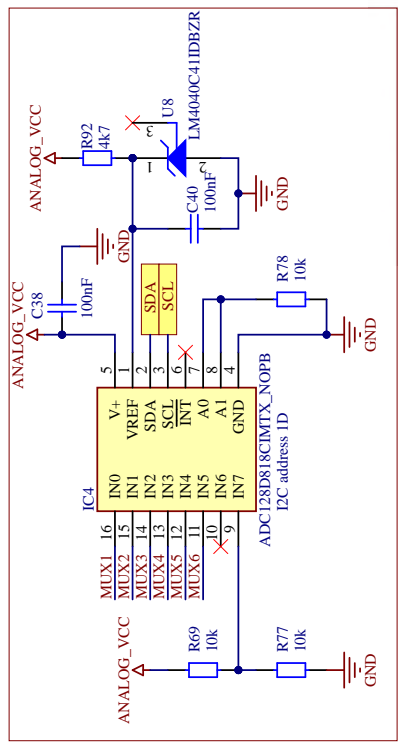 ANALOG_VCC
R92
4k7
U8
LM4040C41IDBZR
3
1
2
C40
100nF
GND
ANALOG_VCC
C38
100nF
GND
SDA
SCL
R78
10k
GND
5
1
2
3
6
7
8
4
V+
VREF
SDA
SCL
INT
A0
A1
GND
IC4
ADC128D818CIMTX_NOPB
I2C address 1D
IN0
IN1
IN2
IN3
IN4
IN5
IN6
IN7
16
15
14
13
12
11
10
9
MUX1
MUX2
MUX3
MUX4
MUX5
MUX6
ANALOG_VCC
R69
10k
R77
10k
GND